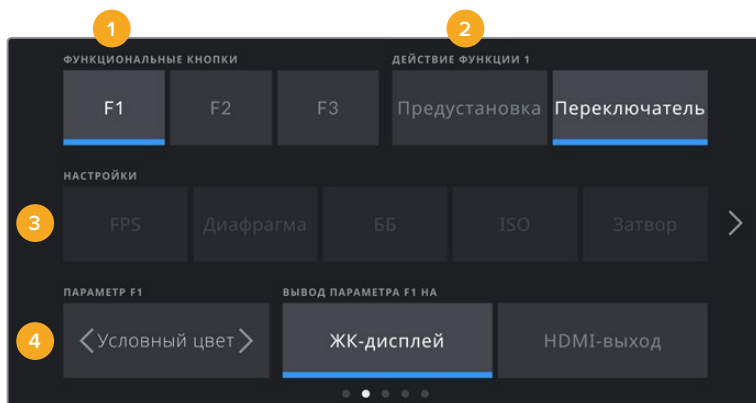 1 2
ФУНКЦИОНАЛЬНЫЕ КНОПКИ ДЕЙСТВИЕ ФУНКЦИИ 1
F1 F2 F3 Предустановка Переключатель
НАСТРОЙКИ
3 FPS Диафрагма ББ ISO Затвор
ПАРАМЕТР F1 ВЫВОД ПАРАМЕТРА F1 НА
4 Условный цвет ЖК-дисплей HDMI-выход